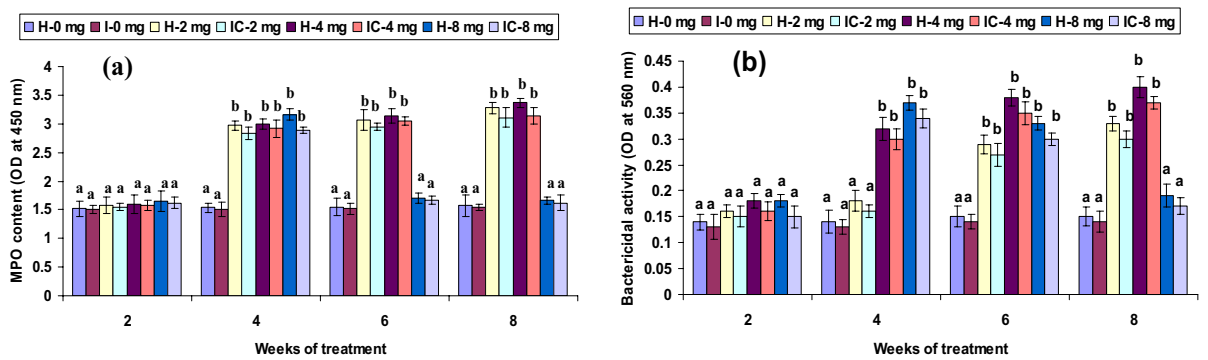 H-0 mg I-0 mg H-2 mg IC-2 mg H-4 mg IC-4 mg H-8 mg IC-8 mg
(a)
MPO content (OD at 450 nm)
4
3.5
3
2.5
2
1.5
1
0.5
0
a a a a a a a a
a a b b b b b b
a a b b b b a a
a a b b b b a a
2 4 6 8
Weeks of treatment
H-0 mg I-0 mg H-2 mg IC-2 mg H-4 mg IC-4 mg H-8 mg IC-8 mg
(b)
Bactericidal activity (OD at 560 nm)
0.45
0.4
0.35
0.3
0.25
0.2
0.15
0.1
0.05
0
a a a a a a a a
a a a a b b b b
a a b b b b b b
a a b b b b a a
2 4 6 8
Weeks of treatment